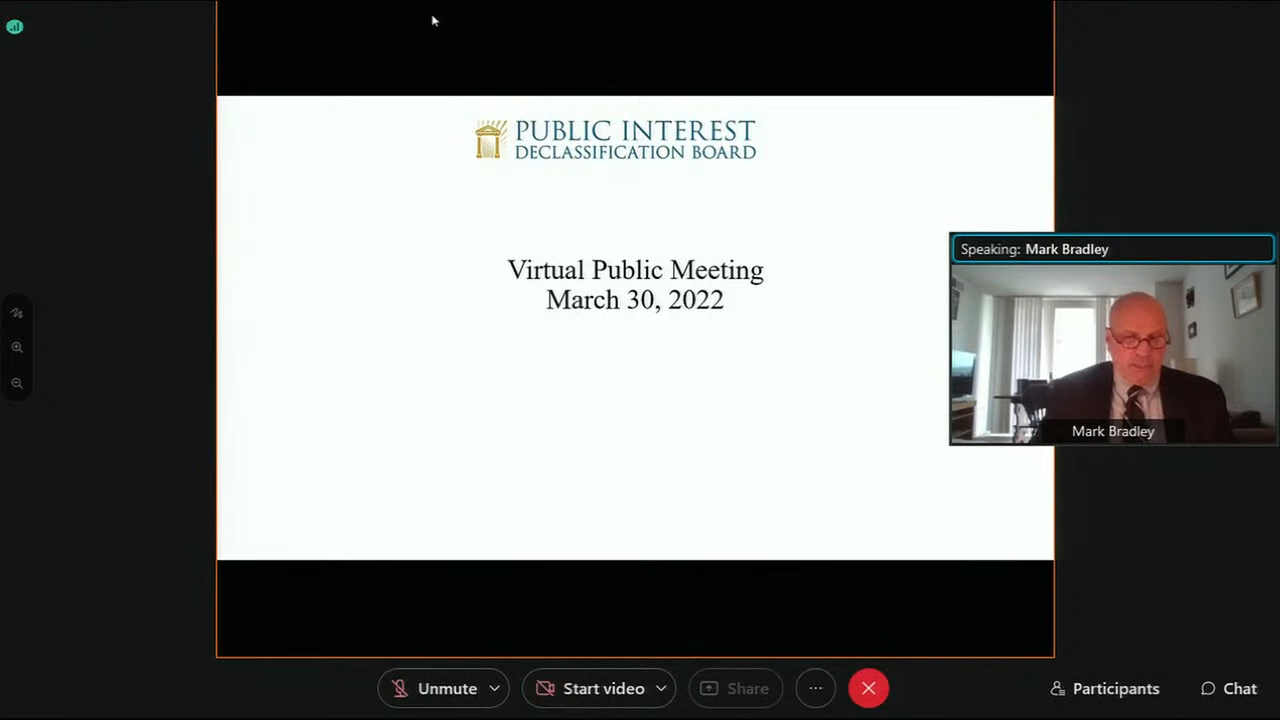 PUBLIC INTEREST
DECLASSIFICATION BOARD
Virtual Public Meeting
March 30, 2022
Speaking: Mark Bradley
Mark Bradley
Unmute
Start video
Share
Participants
Chat